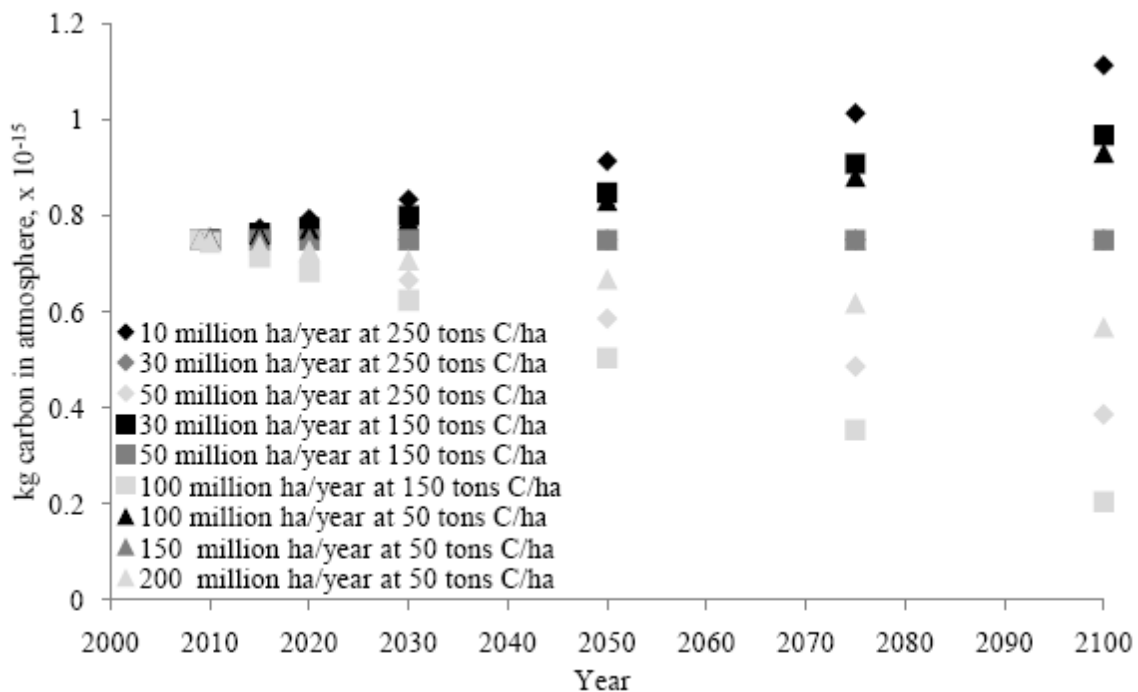 1.2
1
0.8
0.6
0.4
0.2
0
kg carbon in atmosphere, x 10-15
10 million ha/year at 250 tons C/ha
30 million ha/year at 250 tons C/ha
50 million ha/year at 250 tons C/ha
30 million ha/year at 150 tons C/ha
50 million ha/year at 150 tons C/ha
100 million ha/year at 150 tons C/ha
100 million ha/year at 50 tons C/ha
150 million ha/year at 50 tons C/ha
200 million ha/year at 50 tons C/ha
2000 2010 2020 2030 2040 2050 2060 2070 2080 2090 2100
Year